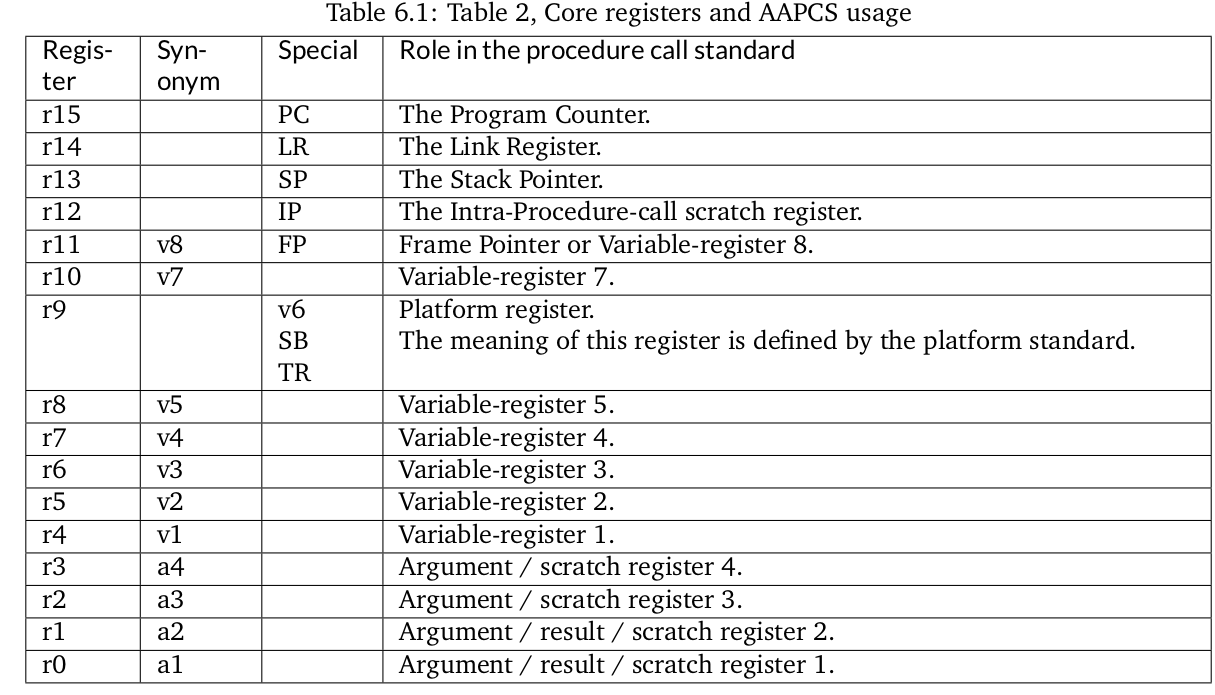 Table 6.1: Table 2, Core registers and AAPCS usage
Regis- Syn- Special Role in the procedure call standard
ter onym
r15 PC The Program Counter.
r14 LR The Link Register.
r13 SP The Stack Pointer.
r12 IP The Intra-Procedure-call scratch register.
r11 v8 FP Frame Pointer or Variable-register 8.
r10 v7 Variable-register 7.
r9 v6 Platform register.
SB The meaning of this register is defined by the platform standard.
TR
r8 v5 Variable-register 5.
r7 v4 Variable-register 4.
r6 v3 Variable-register 3.
r5 v2 Variable-register 2.
r4 v1 Variable-register 1.
r3 a4 Argument / scratch register 4.
r2 a3 Argument / scratch register 3.
r1 a2 Argument / result / scratch register 2.
r0 a1 Argument / result / scratch register 1.